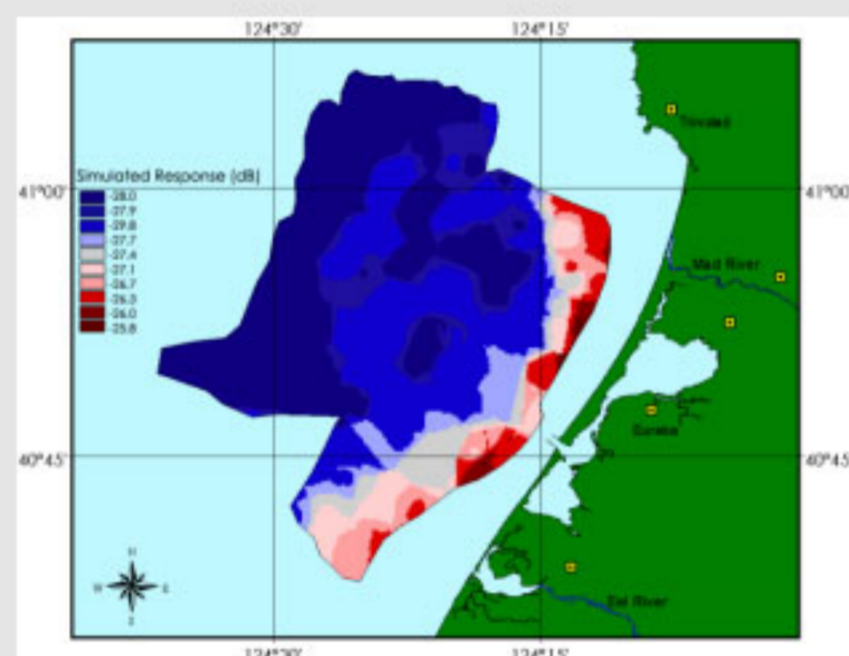 124°30'
124°15'
Trinidad
Simulated Response (dB)
41°00'
41°00'
-28.0
-27.9
-29.8
-27.7
-27.4
-27.1
-26.7
-26.3
-26.0
-25.8
Mad River
Eureka
40°45'
40°45'
N
W
E
S
Eel River
124°30'
124°15'